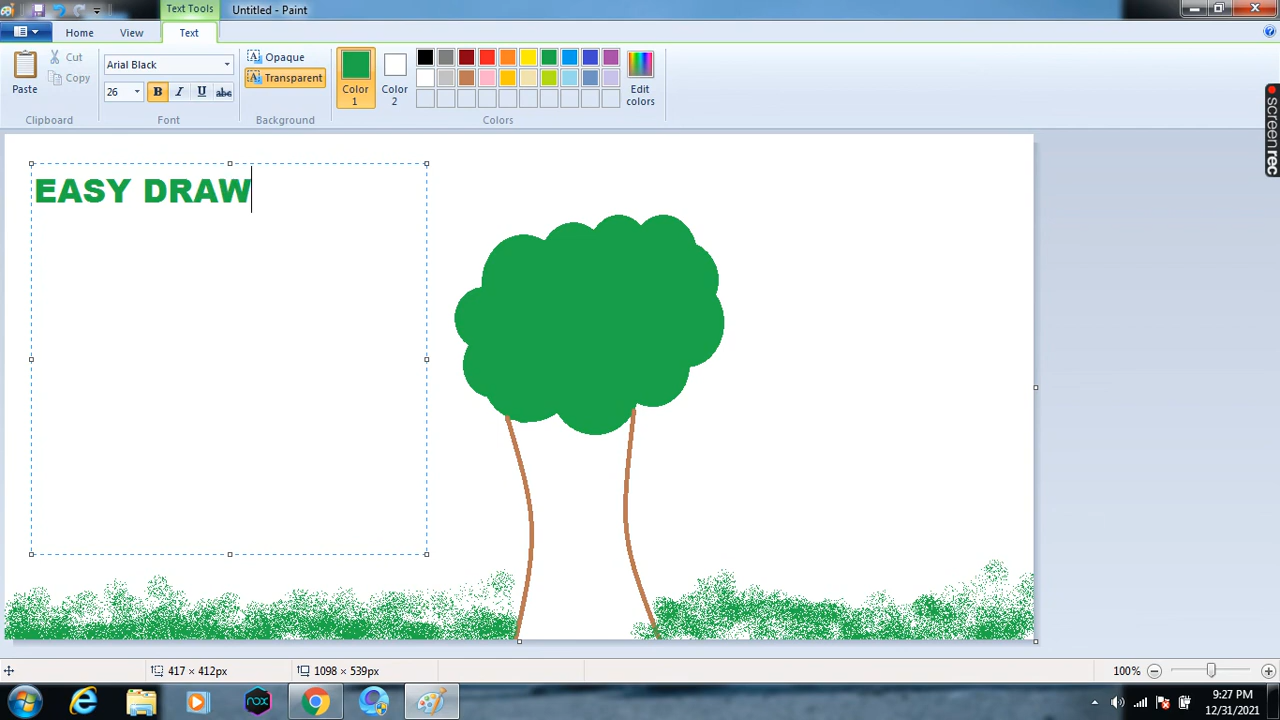 Text Tools
Untitled - Paint
Home
View
Text
Paste
Cut
Copy
Clipboard
Arial Black
26
B I U abc
Font
Opaque
Transparent
Background
Color 1
Color 2
Edit colors
Colors
screenrec
EASY DRAW
417 × 412px
1098 × 539px
100%
nox
9:27 PM
12/31/2021